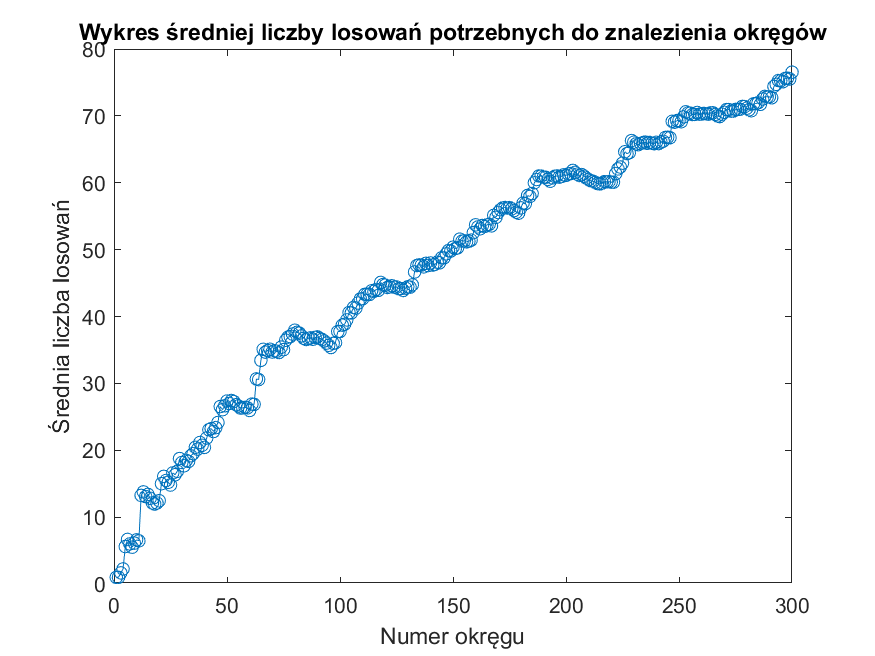 Wykres średniej liczby losowań potrzebnych do znalezienia okręgów
80
70
60
50
40
30
20
10
0
Średnia liczba losowań
0 50 100 150 200 250 300
Numer okręgu